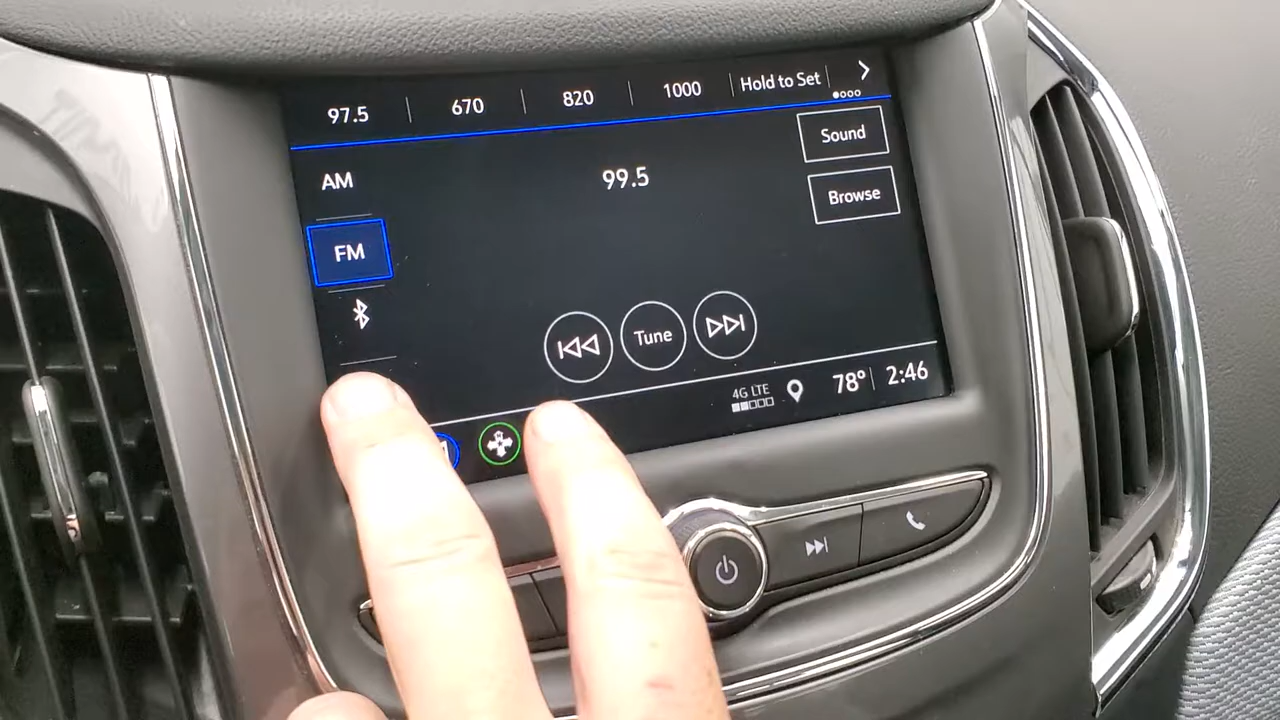 97.5 670 820 1000 Hold to Set
AM
99.5
Sound
FM
Browse
Tune
4G LTE
78° 2:46